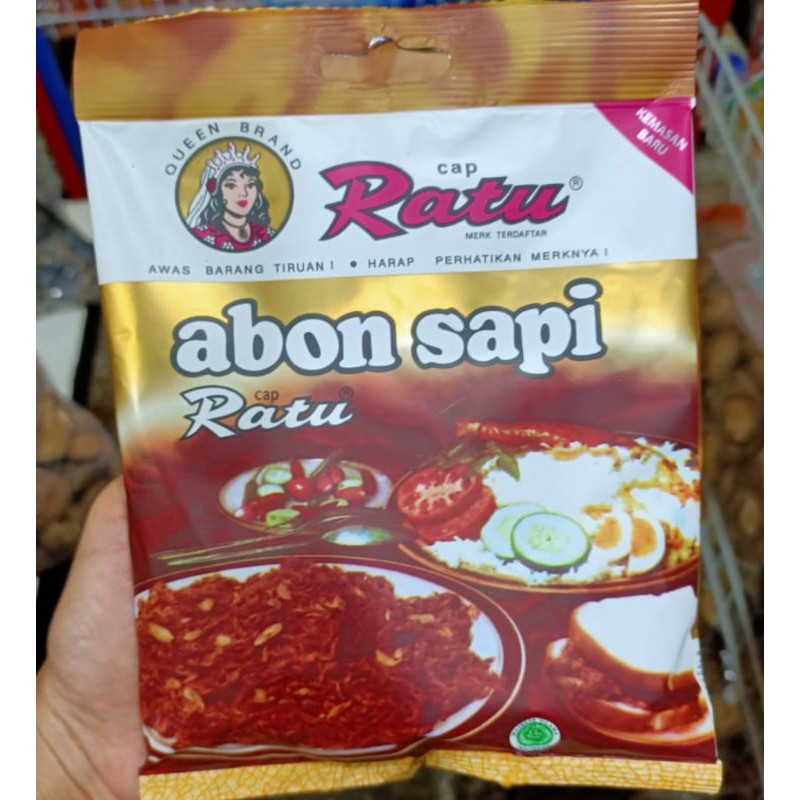 QUEEN BRAND
cap
Ratu®
MERK TERDAFTAR
KEMASAN
BARU
AWAS BARANG TIRUAN ! • HARAP PERHATIKAN MERKNYA !
abon sapi
cap
Ratu®